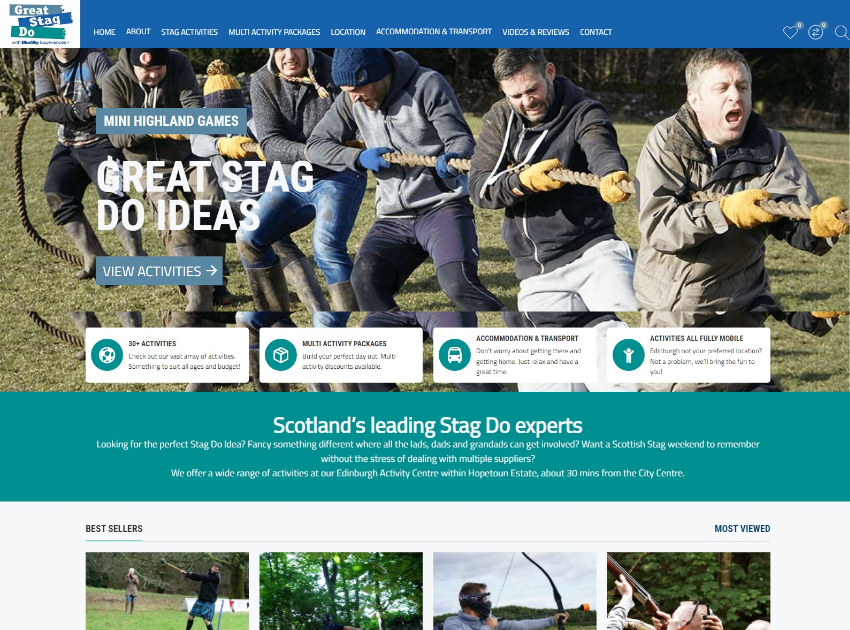 Great
Stag
Do
with BlueSky Experiences
HOME ABOUT STAG ACTIVITIES MULTI ACTIVITY PACKAGES LOCATION ACCOMMODATION & TRANSPORT VIDEOS & REVIEWS CONTACT
0 0
MINI HIGHLAND GAMES
GREAT STAG
DO IDEAS
VIEW ACTIVITIES →
30+ ACTIVITIES
Check out our vast array of activities.
Something to suit all ages and budget!
MULTI ACTIVITY PACKAGES
Build your perfect day out. Multi
activity discounts available.
ACCOMMODATION & TRANSPORT
Don't worry about getting there and
getting home. Just relax and have a
great time.
ACTIVITIES ALL FULLY MOBILE
Edinburgh not your preferred location?
Not a problem, we'll bring the fun to
you!
Scotland's leading Stag Do experts
Looking for the perfect Stag Do Idea? Fancy something different where all the lads, dads and grandads can get involved? Want a Scottish Stag weekend to remember
without the stress of dealing with multiple suppliers?
We offer a wide range of activities at our Edinburgh Activity Centre within Hopetoun Estate, about 30 mins from the City Centre.
BEST SELLERS
MOST VIEWED